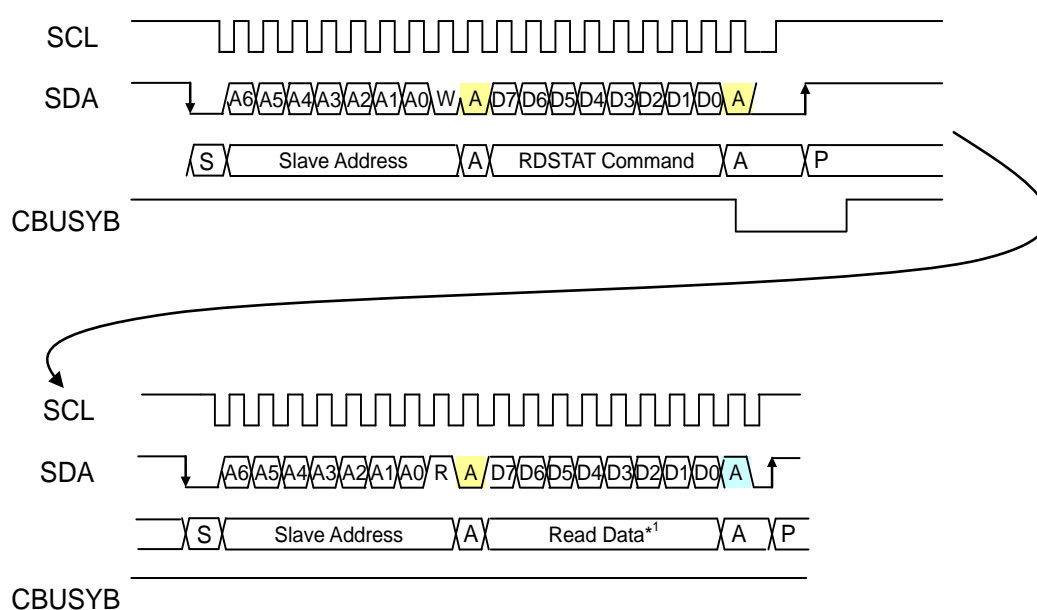 SCL
SDA A6 A5 A4 A3 A2 A1 A0 W A D7 D6 D5 D4 D3 D2 D1 D0 A
S Slave Address A RDSTAT Command A P
CBUSYB
SCL
SDA A6 A5 A4 A3 A2 A1 A0 R A D7 D6 D5 D4 D3 D2 D1 D0 A
S Slave Address A Read Data*1 A P
CBUSYB